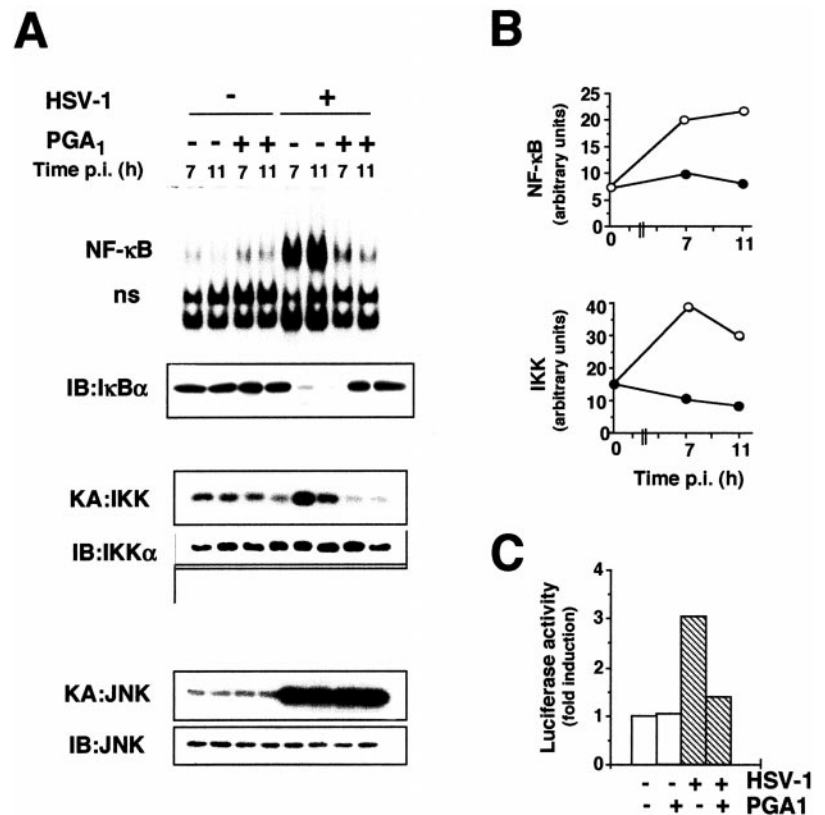 A
HSV-1 - +
PGA1 - - + + - - + +
Time p.i. (h) 7 11 7 11 7 11 7 11
NF-κB
ns
IB:IκBα
KA:IKK
IB:IKKα
KA:JNK
IB:JNK
B
NF-κB
(arbitrary units)
25
20
15
10
5
0
0 7 11
IKK
(arbitrary units)
40
30
20
10
0
0 7 11
Time p.i. (h)
C
Luciferase activity
(fold induction)
4
3
2
1
0
- - + + HSV-1
- + - + PGA1